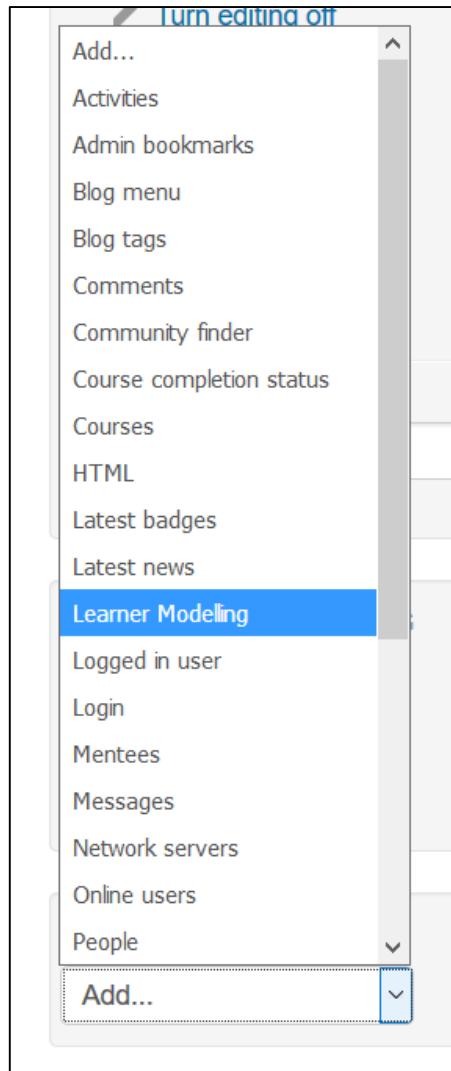 Turn editing off
Add...
Activities
Admin bookmarks
Blog menu
Blog tags
Comments
Community finder
Course completion status
Courses
HTML
Latest badges
Latest news
Learner Modelling
Logged in user
Login
Mentees
Messages
Network servers
Online users
People
Add...